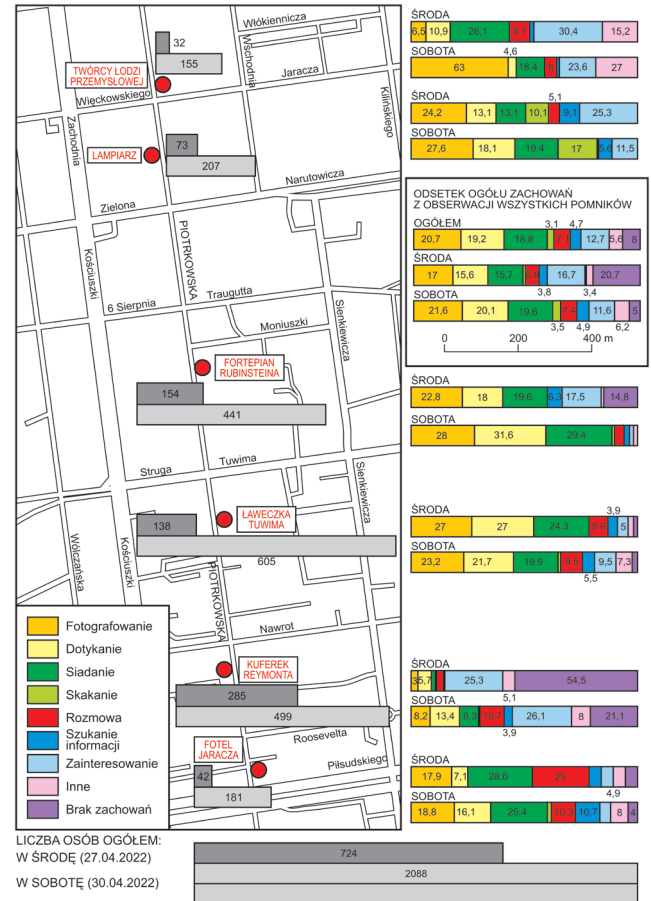 Włókienniczej
32
155
TWÓRCY ŁODZI
PRZEMYSŁOWEJ
Wschodnia
Jaracza
Kilińskiego
Więckowskiego
Zachodnia
LAMPIARZ
73
207
Narutowicza
Zielona
PIOTRKOWSKA
Kościuszki
Traugutta
6 Sierpnia
Moniuszki
Sienkiewicza
FORTEPIAN
RUBINSTEINA
154
441
Tuwima
Struga
Sienkiewicza
ŁAWECZKA
TUWIMA
138
605
Wólczańska
Kościuszki
PIOTRKOWSKA
Nawrot
KUFEREK
REYMONTA
285
499
Roosevelta
FOTEL
JARACZA
Piłsudskiego
42
181
Fotografowanie
Dotykanie
Siadanie
Skakanie
Rozmowa
Szukanie
informacji
Zainteresowanie
Inne
Brak zachowań
ŚRODA
6,5 10,9 26,1 8,7 30,4 15,2
SOBOTA 4,6
63 18,4 8 23,6 27
ŚRODA 5,1
24,2 13,1 13,1 10,1 9,1 25,3
SOBOTA
27,6 18,1 19,4 17 5,6 11,5
ODSETEK OGÓŁU ZACHOWAŃ
Z OBSERWACJI WSZYSTKICH POMNIKÓW
OGÓŁEM 3,1 4,7
20,7 19,2 18,8 7,1 12,7 5,6 8
ŚRODA
17 15,6 15,7 5,8 16,7 20,7
SOBOTA 3,8 3,4
21,6 20,1 19,6 7,4 11,6 5
3,5 4,9 6,2
0 200 400 m
ŚRODA
22,8 18 19,6 6,3 17,5 14,8
SOBOTA
28 31,6 29,4
ŚRODA 3,9
27 27 24,3 8,6 5
SOBOTA
23,2 21,7 19,9 9,5 9,5 7,3
5,5
ŚRODA
3 5,7 25,3 54,5
SOBOTA 5,1
8,2 13,4 8,3 10,7 26,1 8 21,1
3,9
ŚRODA
17,9 7,1 28,6 25
SOBOTA 4,9
18,8 16,1 25,4 10,3 10,7 8 4
LICZBA OSÓB OGÓŁEM:
W ŚRODĘ (27.04.2022)
724
2088
W SOBOTĘ (30.04.2022)